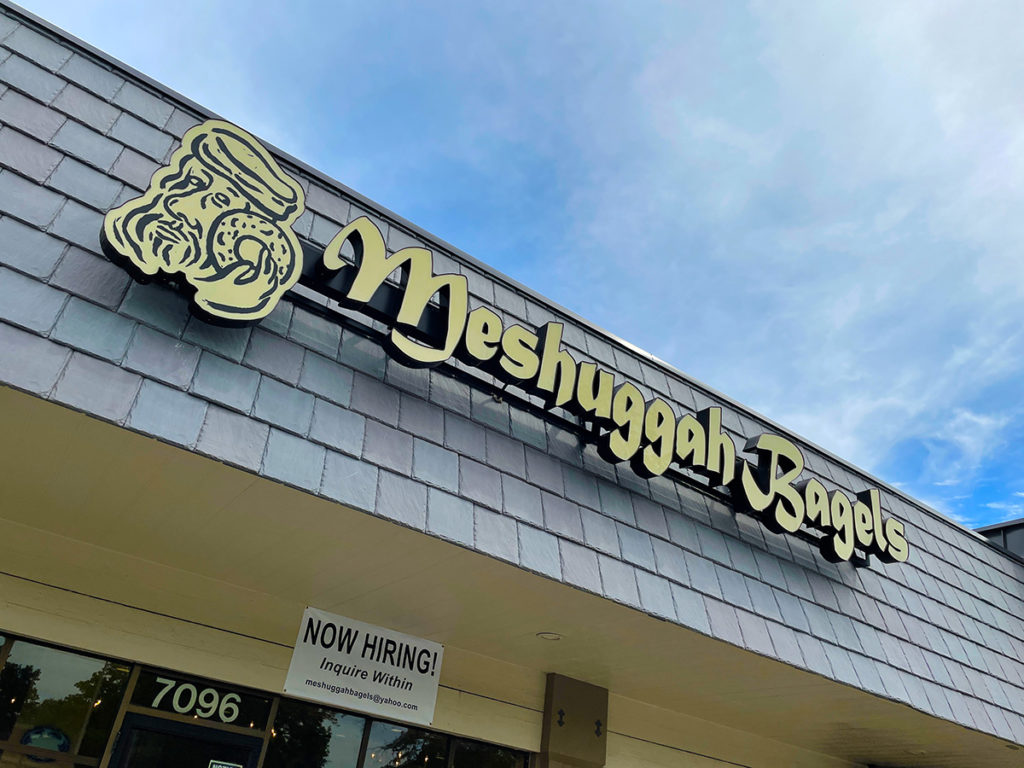 Meshuggah Bagels
NOW HIRING!
Inquire Within
meshuggahbagels@yahoo.com
7096